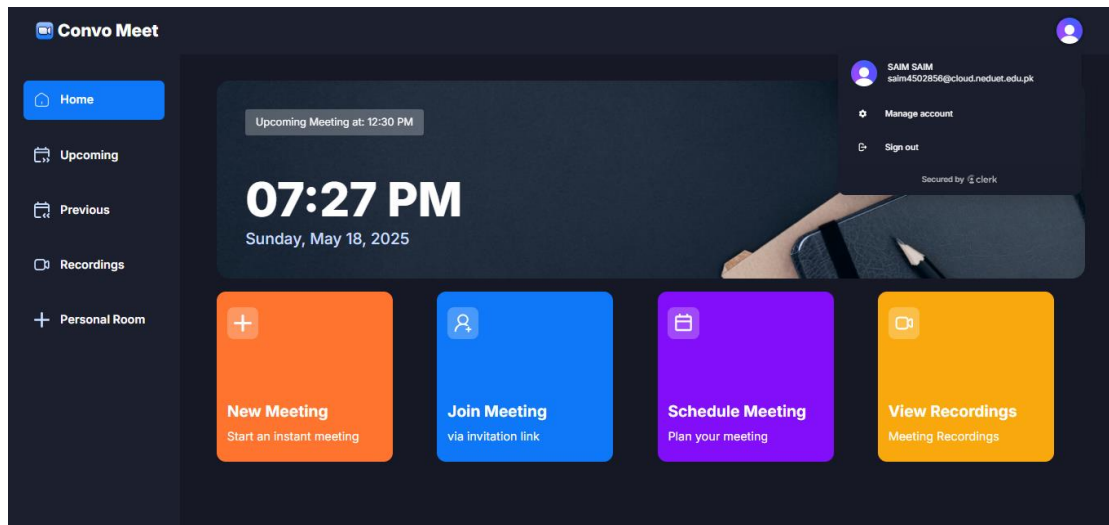 Convo Meet
SAIM SAIM
saim4502856@cloud.neduet.edu.pk
Manage account
Sign out
Secured by clerk
Home
Upcoming
Previous
Recordings
Personal Room
Upcoming Meeting at: 12:30 PM
07:27 PM
Sunday, May 18, 2025
New Meeting
Start an instant meeting
Join Meeting
via invitation link
Schedule Meeting
Plan your meeting
View Recordings
Meeting Recordings